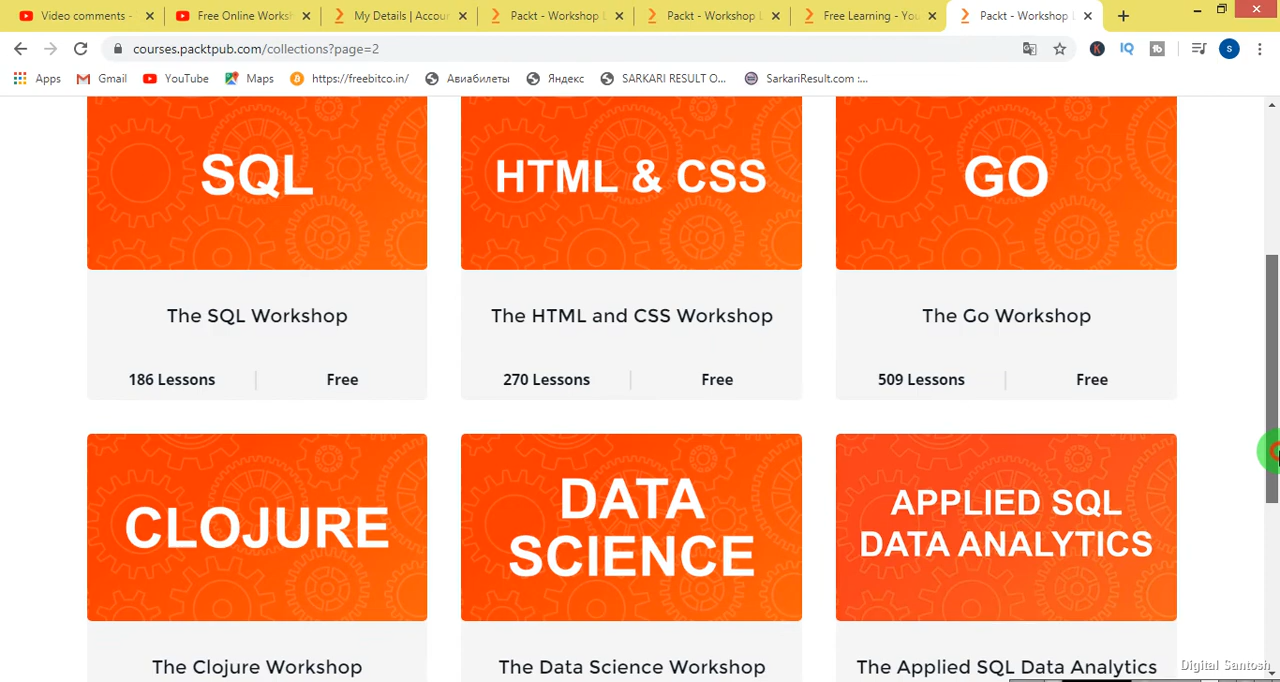 Video comments -
Free Online Worksh
My Details | Accour
Packt - Workshop L
Packt - Workshop L
Free Learning - You
Packt - Workshop L
courses.packtpub.com/collections?page=2
K
IQ
tb
S
Apps
Gmail
YouTube
Maps
https://freebitco.in/
Авиабилеты
Яндекс
SARKARI RESULT O...
SarkariResult.com :...
SQL
HTML & CSS
GO
The SQL Workshop
The HTML and CSS Workshop
The Go Workshop
186 Lessons
Free
270 Lessons
Free
509 Lessons
Free
CLOJURE
DATA
SCIENCE
APPLIED SQL
DATA ANALYTICS
The Clojure Workshop
The Data Science Workshop
The Applied SQL Data Analytics
Digital Santosh